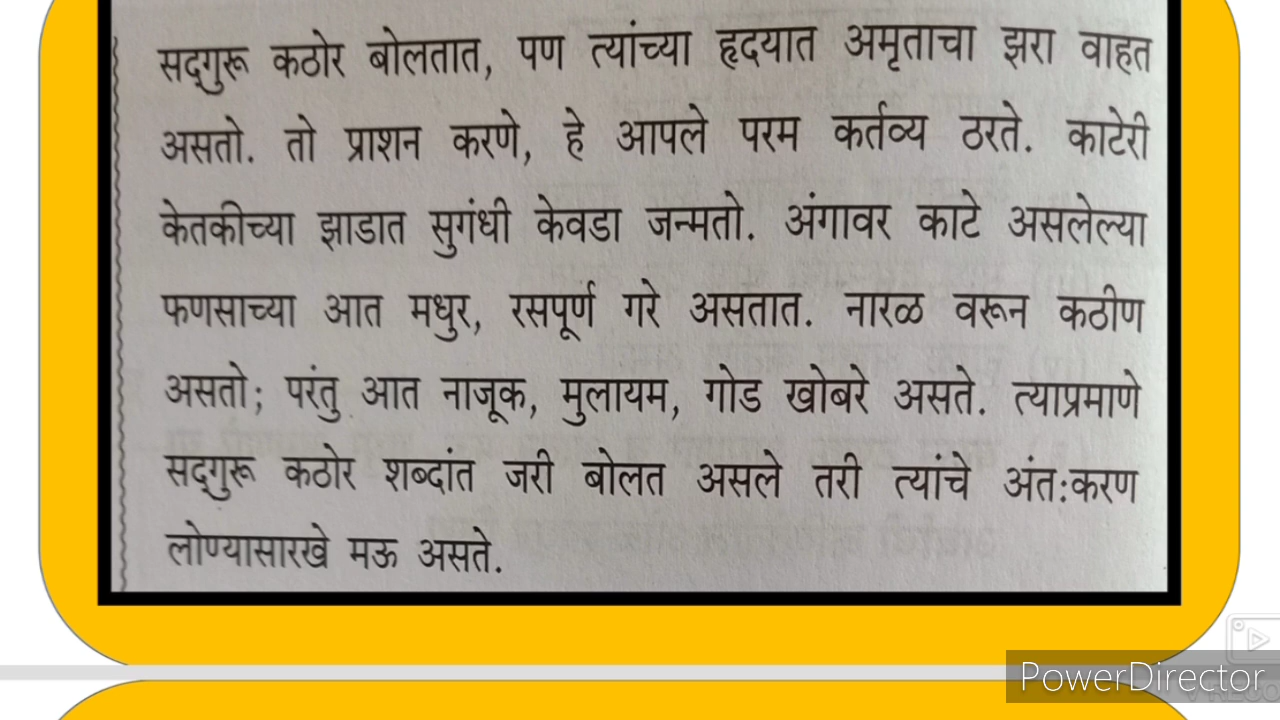 सद्‌गुरू कठोर बोलतात, पण त्यांच्या हृदयात अमृताचा झरा वाहत
असतो. तो प्राशन करणे, हे आपले परम कर्तव्य ठरते. काटेरी
केतकीच्या झाडात सुगंधी केवडा जन्मतो. अंगावर काटे असलेल्या
फणसाच्या आत मधुर, रसपूर्ण गरे असतात. नारळ वरून कठीण
असतो; परंतु आत नाजूक, मुलायम, गोड खोबरे असते. त्याप्रमाणे
सद्‌गुरू कठोर शब्दांत जरी बोलत असले तरी त्यांचे अंत:करण
लोण्यासारखे मऊ असते.
PowerDirector